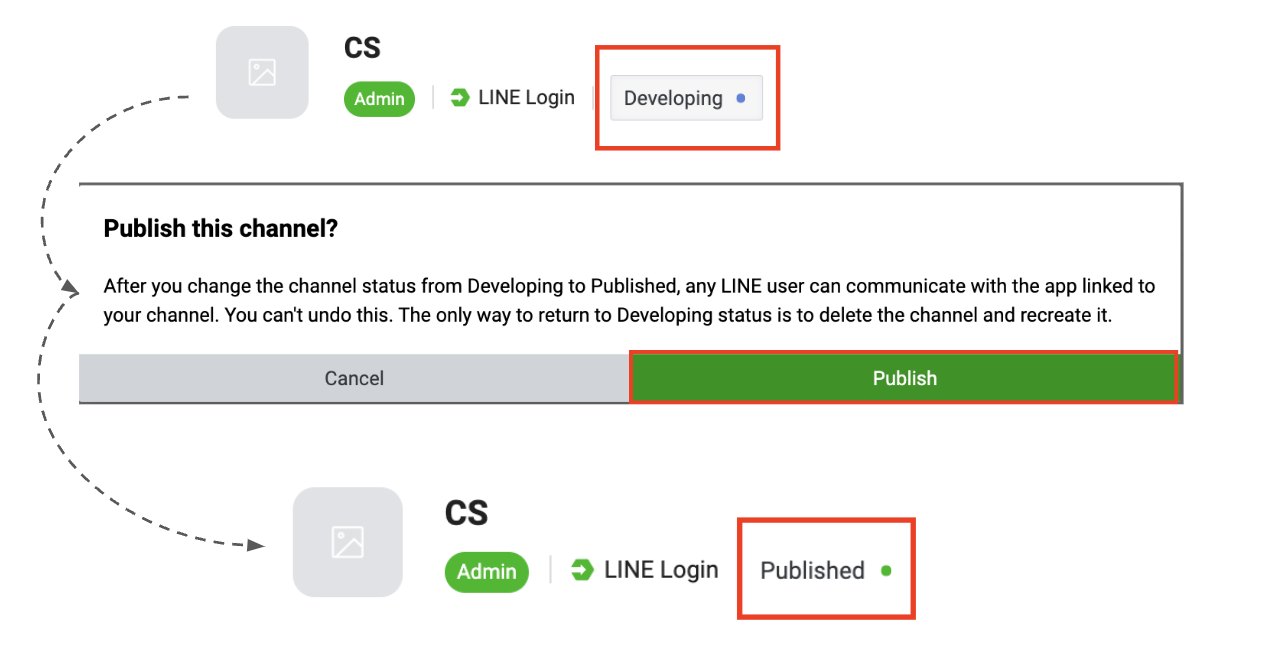 CS
Admin LINE Login Developing
Publish this channel?
After you change the channel status from Developing to Published, any LINE user can communicate with the app linked to
your channel. You can't undo this. The only way to return to Developing status is to delete the channel and recreate it.
Cancel Publish
CS
Admin LINE Login Published